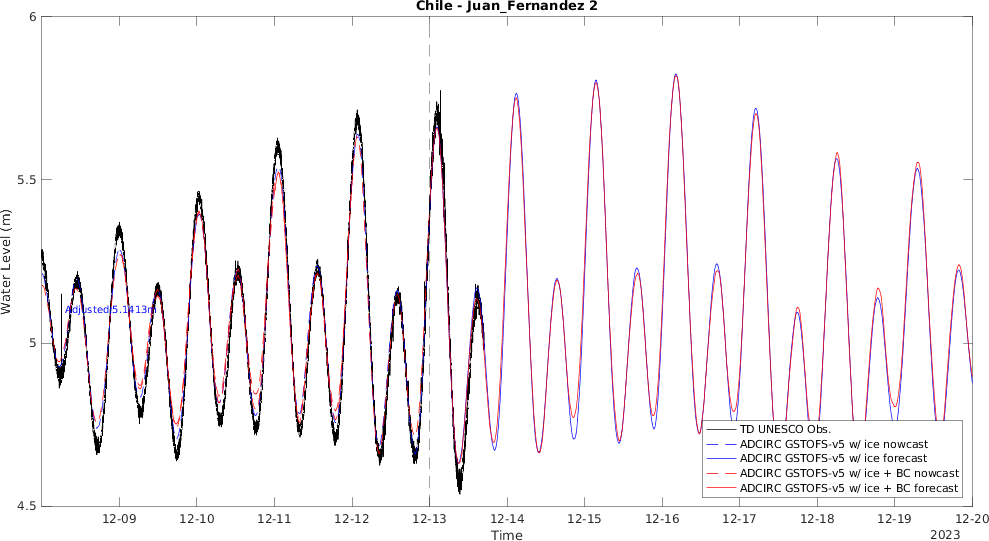 Chile - Juan_Fernandez 2
6
5.5
5
4.5
Water Level (m)
Adjusted:5.1413m
12-09
12-10
12-11
12-12
12-13
12-14
12-15
12-16
12-17
12-18
12-19
12-20
Time
2023
TD UNESCO Obs.
ADCIRC GSTOFS-v5 w/ ice nowcast
ADCIRC GSTOFS-v5 w/ ice forecast
ADCIRC GSTOFS-v5 w/ ice + BC nowcast
ADCIRC GSTOFS-v5 w/ ice + BC forecast